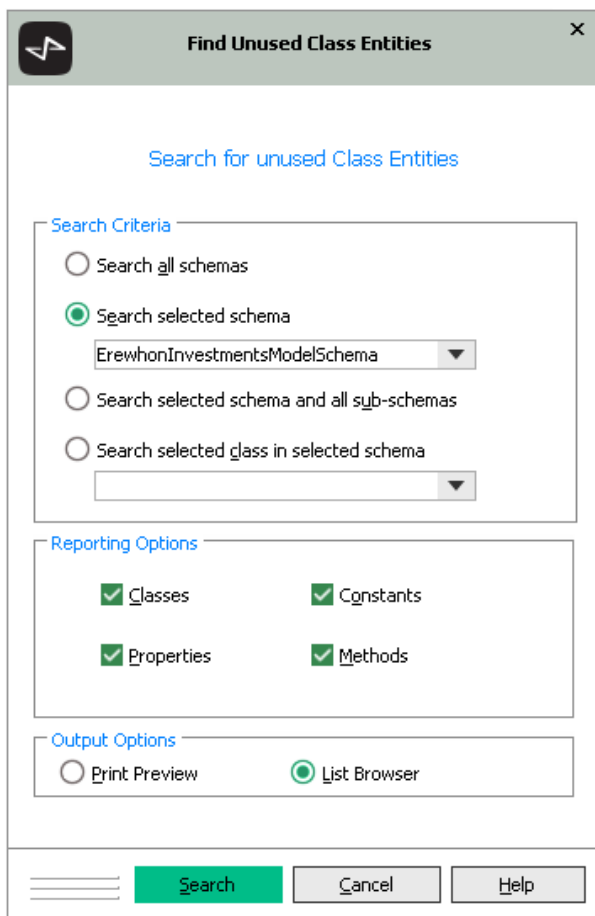 Find Unused Class Entities
Search for unused Class Entities
Search Criteria
Search all schemas
Search selected schema
ErewhonInvestmentsModelSchema
Search selected schema and all sub-schemas
Search selected class in selected schema
Reporting Options
Classes Constants
Properties Methods
Output Options
Print Preview List Browser
Search Cancel Help